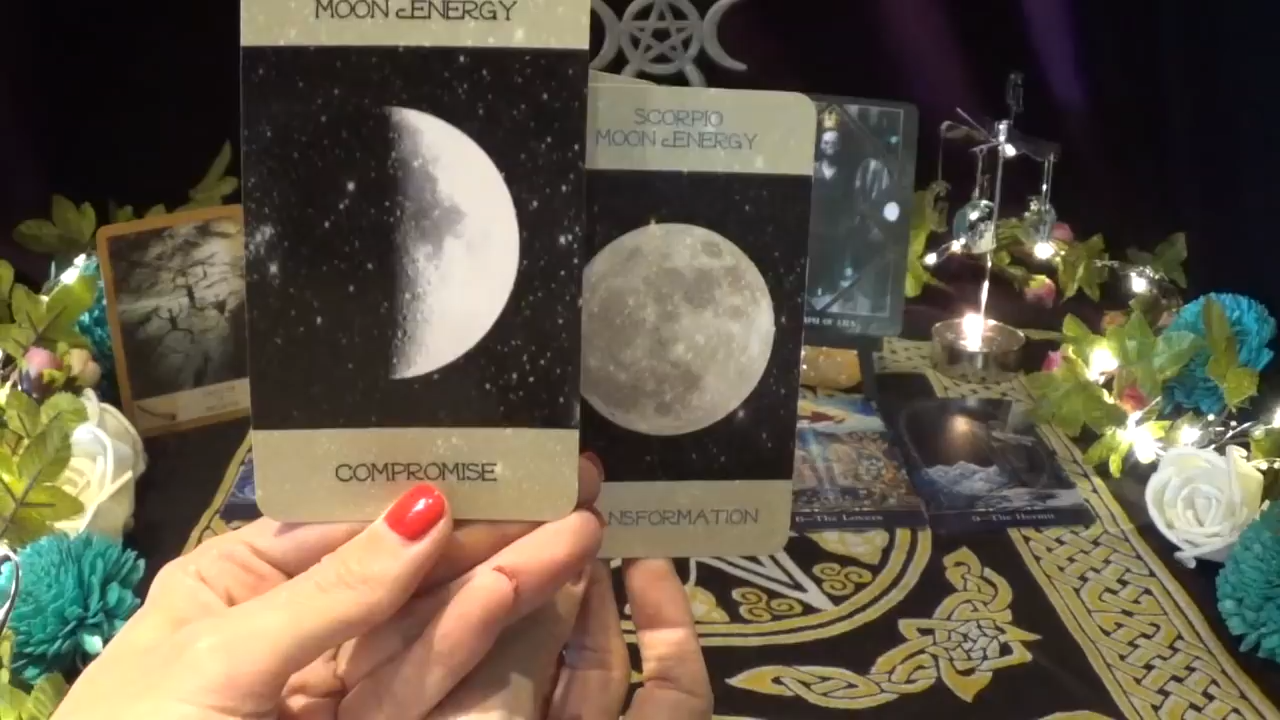 MOON ENERGY
COMPROMISE
SCORPIO
MOON ENERGY
NSFORMATION
6—The Lovers
9—The Hermit